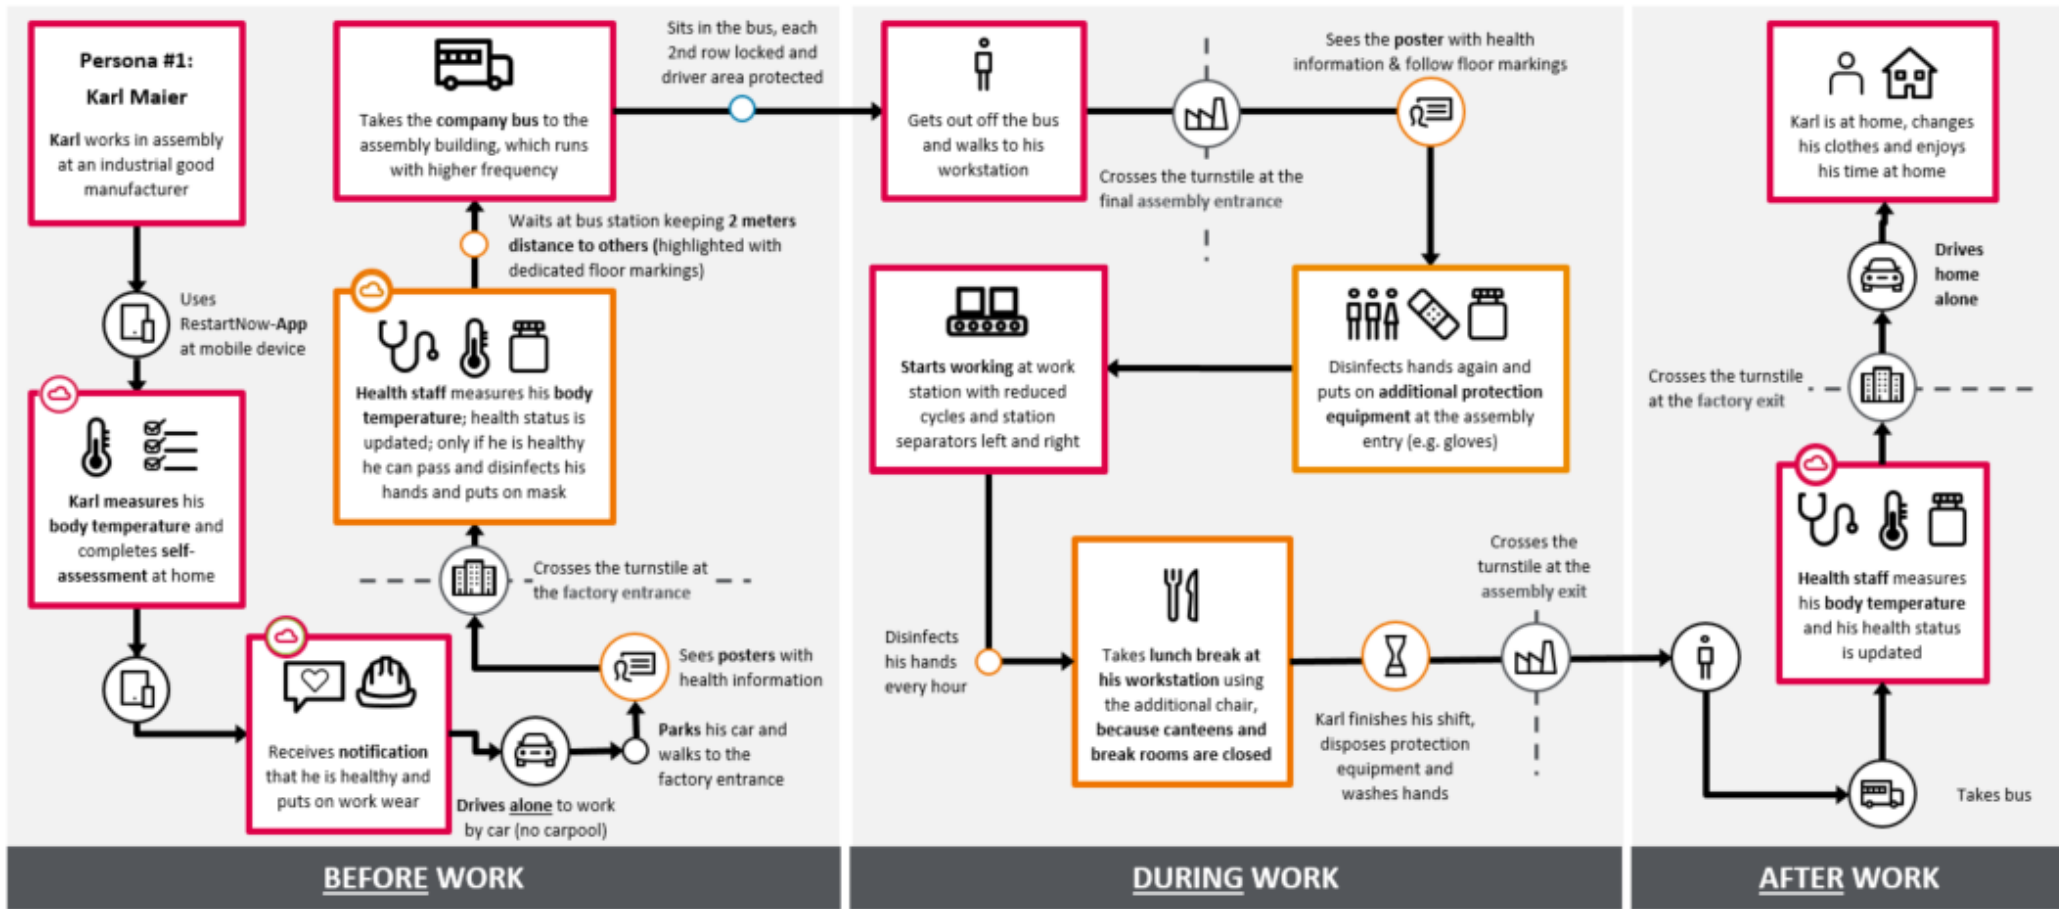 Persona #1:
Karl Maier
Karl works in assembly
at an industrial good
manufacturer
Uses
RestartNow-App
at mobile device
Karl measures his
body temperature and
completes self-
assessment at home
Receives notification
that he is healthy and
puts on work wear
Drives alone to work
by car (no carpool)
Parks his car and
walks to the
factory entrance
Sees posters with
health information
Crosses the turnstile at
the factory entrance
Health staff measures his body
temperature; health status is
updated; only if he is healthy
he can pass and disinfects his
hands and puts on mask
Waits at bus station keeping 2 meters
distance to others (highlighted with
dedicated floor markings)
Takes the company bus to the
assembly building, which runs
with higher frequency
Sits in the bus, each
2nd row locked and
driver area protected
BEFORE WORK
Gets out off the bus
and walks to his
workstation
Crosses the turnstile at the
final assembly entrance
Sees the poster with health
information & follow floor markings
Disinfects hands again and
puts on additional protection
equipment at the assembly
entry (e.g. gloves)
Starts working at work
station with reduced
cycles and station
separators left and right
Disinfects
his hands
every hour
Takes lunch break at
his workstation using
the additional chair,
because canteens and
break rooms are closed
Karl finishes his shift,
disposes protection
equipment and
washes hands
Crosses the
turnstile at the
assembly exit
DURING WORK
Takes bus
Health staff measures
his body temperature
and his health status
is updated
Crosses the turnstile
at the factory exit
Drives
home
alone
Karl is at home, changes
his clothes and enjoys
his time at home
AFTER WORK